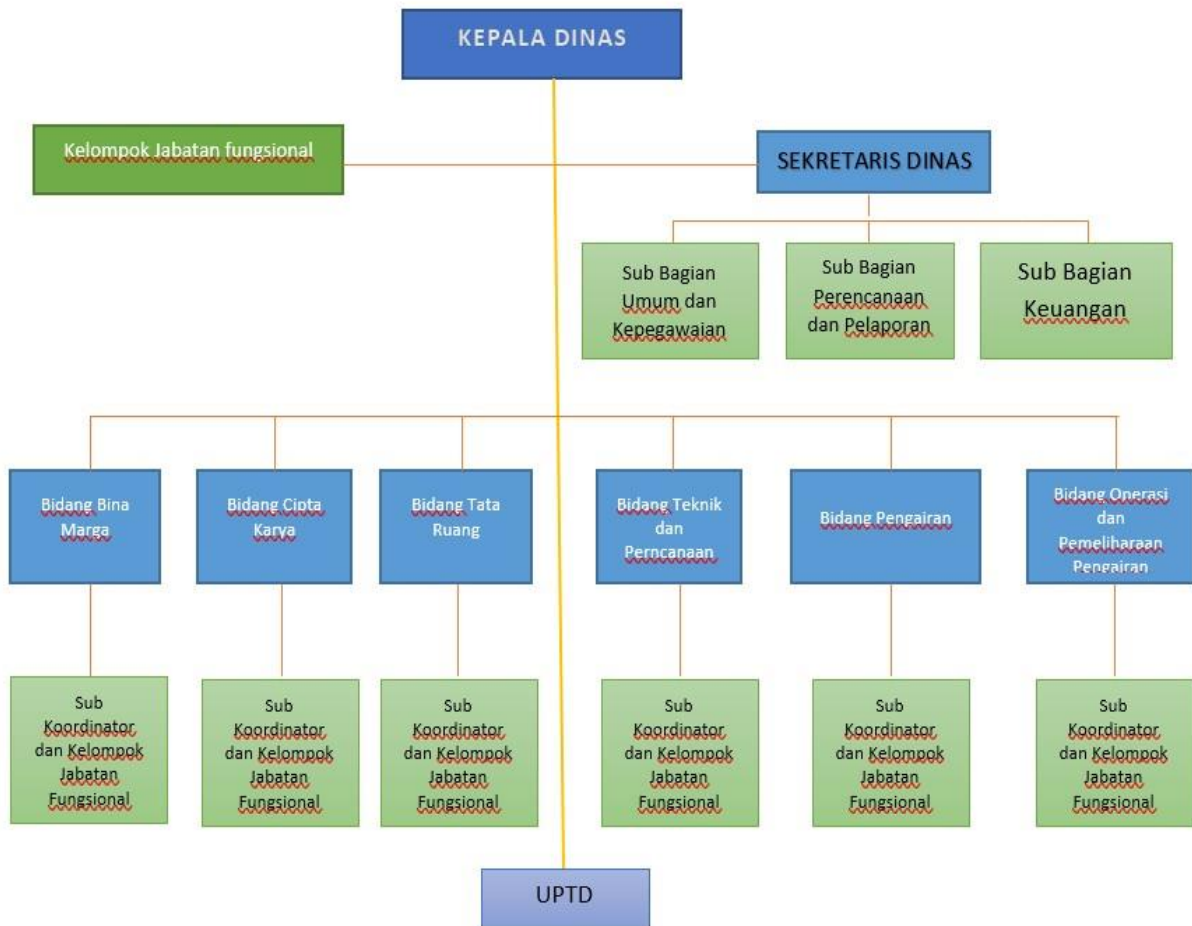 KEPALA DINAS
Kelompok Jabatan fungsional
SEKRETARIS DINAS
Sub Bagian
Umum dan
Kepegawaian
Sub Bagian
Perencanaan
dan Pelaporan
Sub Bagian
Keuangan
Bidang Bina
Marga
Bidang Cipta
Karya
Bidang Tata
Ruang
Bidang Teknik
dan
Perncanaan
Bidang Pengairan
Bidang Onerasi
dan
Pemeliharaan
Pengairan
Sub
Koordinator
dan Kelompok
Jabatan
Fungsional
Sub
Koordinator
dan Kelompok
Jabatan
Fungsional
Sub
Koordinator
dan Kelompok
Jabatan
Fungsional
Sub
Koordinator
dan Kelompok
Jabatan
Fungsional
Sub
Koordinator
dan Kelompok
Jabatan
Fungsional
Sub
Koordinator
dan Kelompok
Jabatan
Fungsional
UPTD